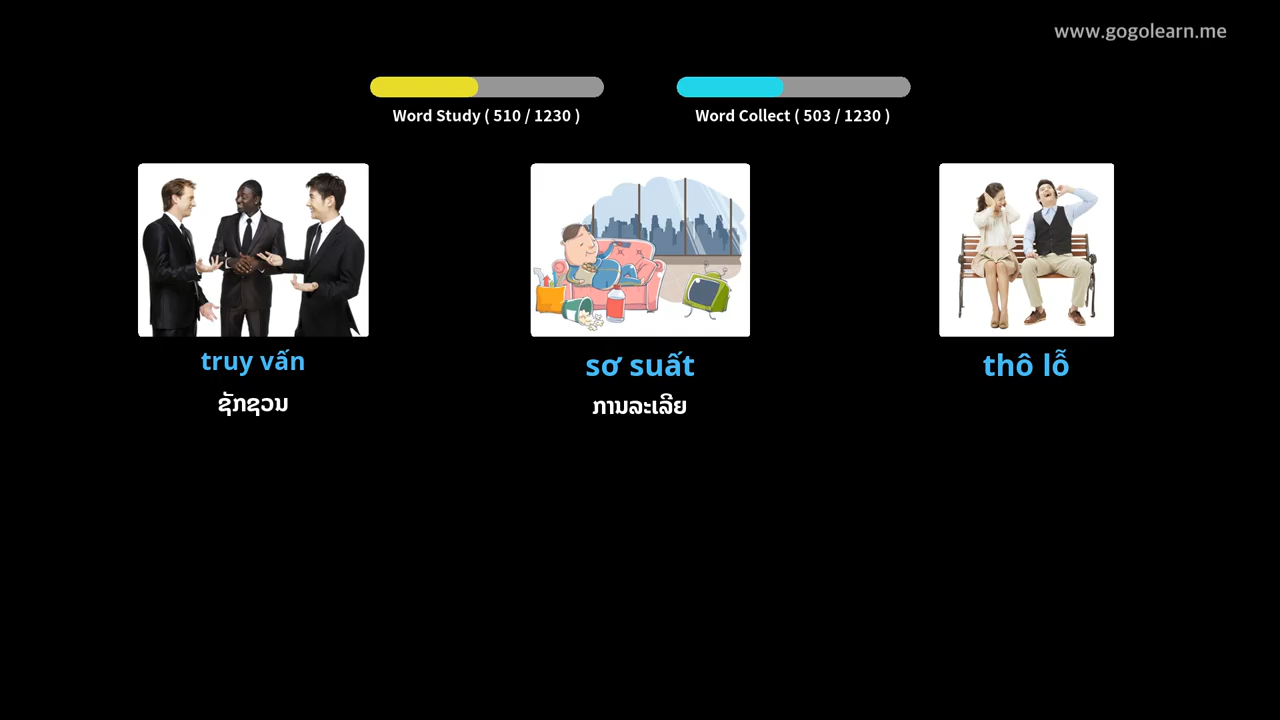 www.gogolearn.me
Word Study ( 510 / 1230 )
Word Collect ( 503 / 1230 )
truy vấn
sơ suất
thô lỗ
ຊັກຊວນ
ການລະເລີຍ